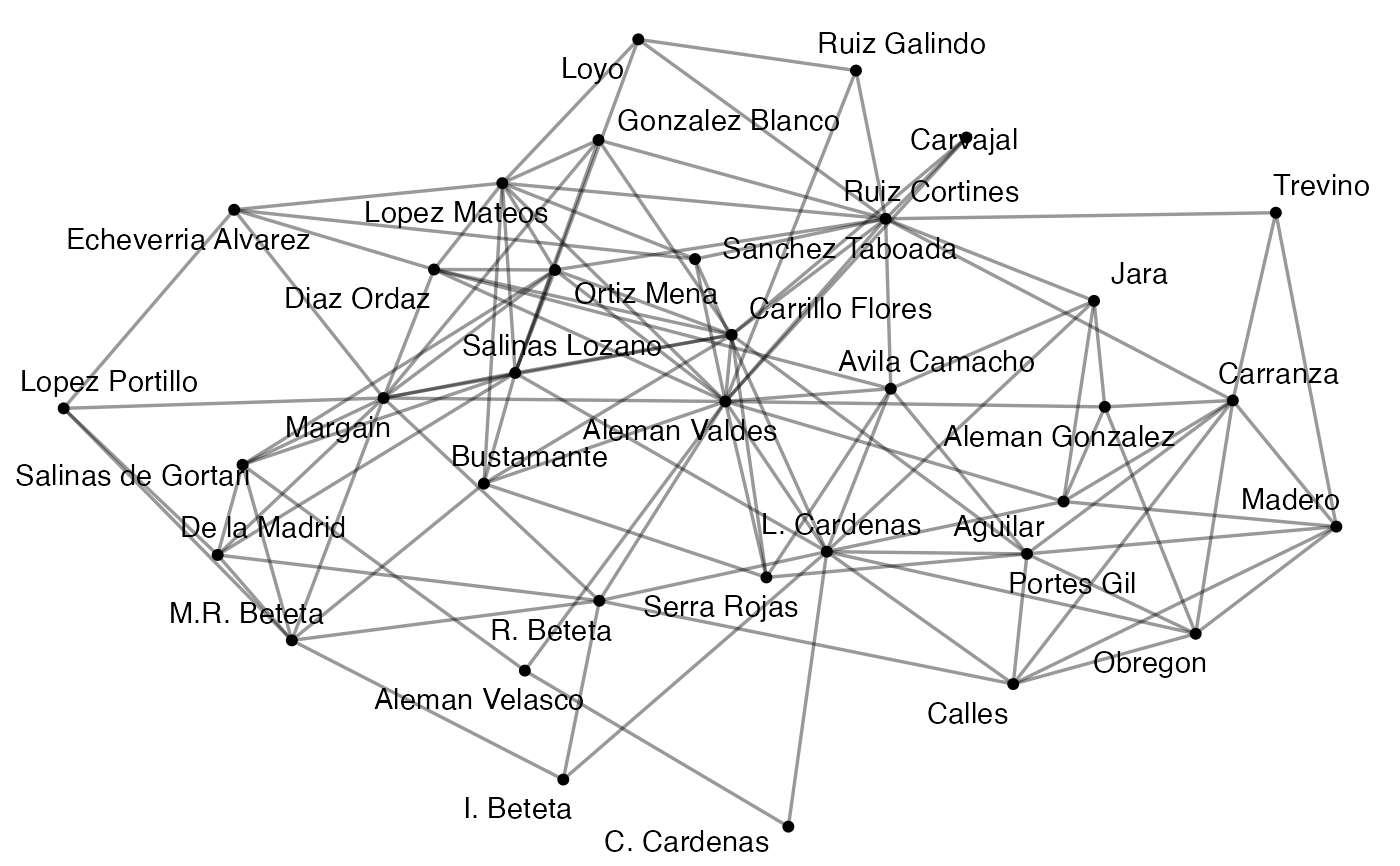 Ruiz Galindo
Loyo
Gonzalez Blanco
Carvajal
Trevino
Ruiz Cortines
Lopez Mateos
Echeverria Alvarez
Sanchez Taboada
Jara
Diaz Ordaz
Ortiz Mena
Carrillo Flores
Salinas Lozano
Avila Camacho
Carranza
Lopez Portillo
Margain
Aleman Valdes
Aleman Gonzalez
Bustamante
Salinas de Gortari
Madero
De la Madrid
L. Cardenas
Aguilar
Portes Gil
M.R. Beteta
Serra Rojas
R. Beteta
Obregon
Aleman Velasco
Calles
I. Beteta
C. Cardenas